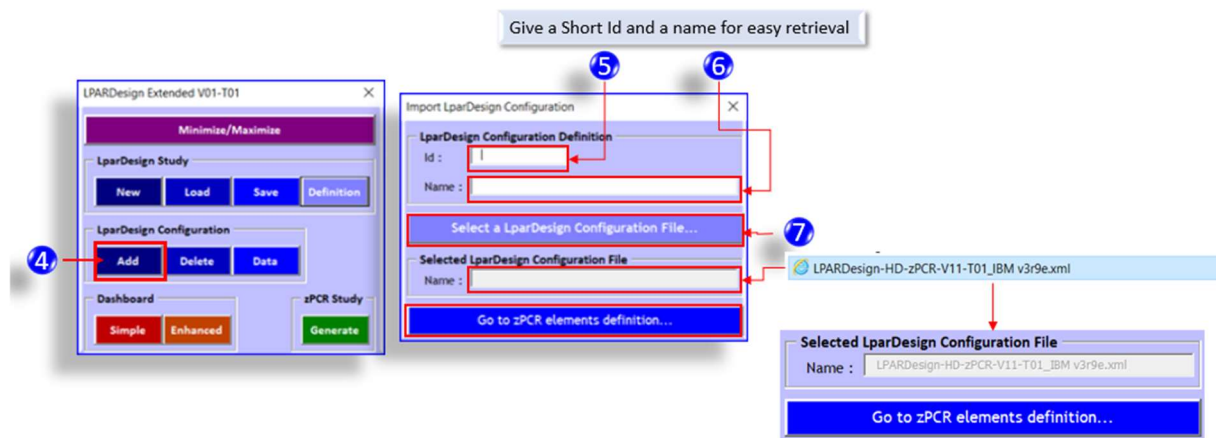 Give a Short Id and a name for easy retrieval
5
6
LPARDesign Extended V01-T01
Minimize/Maximize
LparDesign Study
New Load Save Definition
LparDesign Configuration
4
Add Delete Data
Dashboard zPCR Study
Simple Enhanced Generate
Import LparDesign Configuration
LparDesign Configuration Definition
Id :
Name :
Select a LparDesign Configuration File...
7
Selected LparDesign Configuration File
Name :
Go to zPCR elements definition...
LPARDesign-HD-zPCR-V11-T01_IBM v3r9e.xml
Selected LparDesign Configuration File
Name : LPARDesign-HD-zPCR-V11-T01_IBM v3r9e.xml
Go to zPCR elements definition...